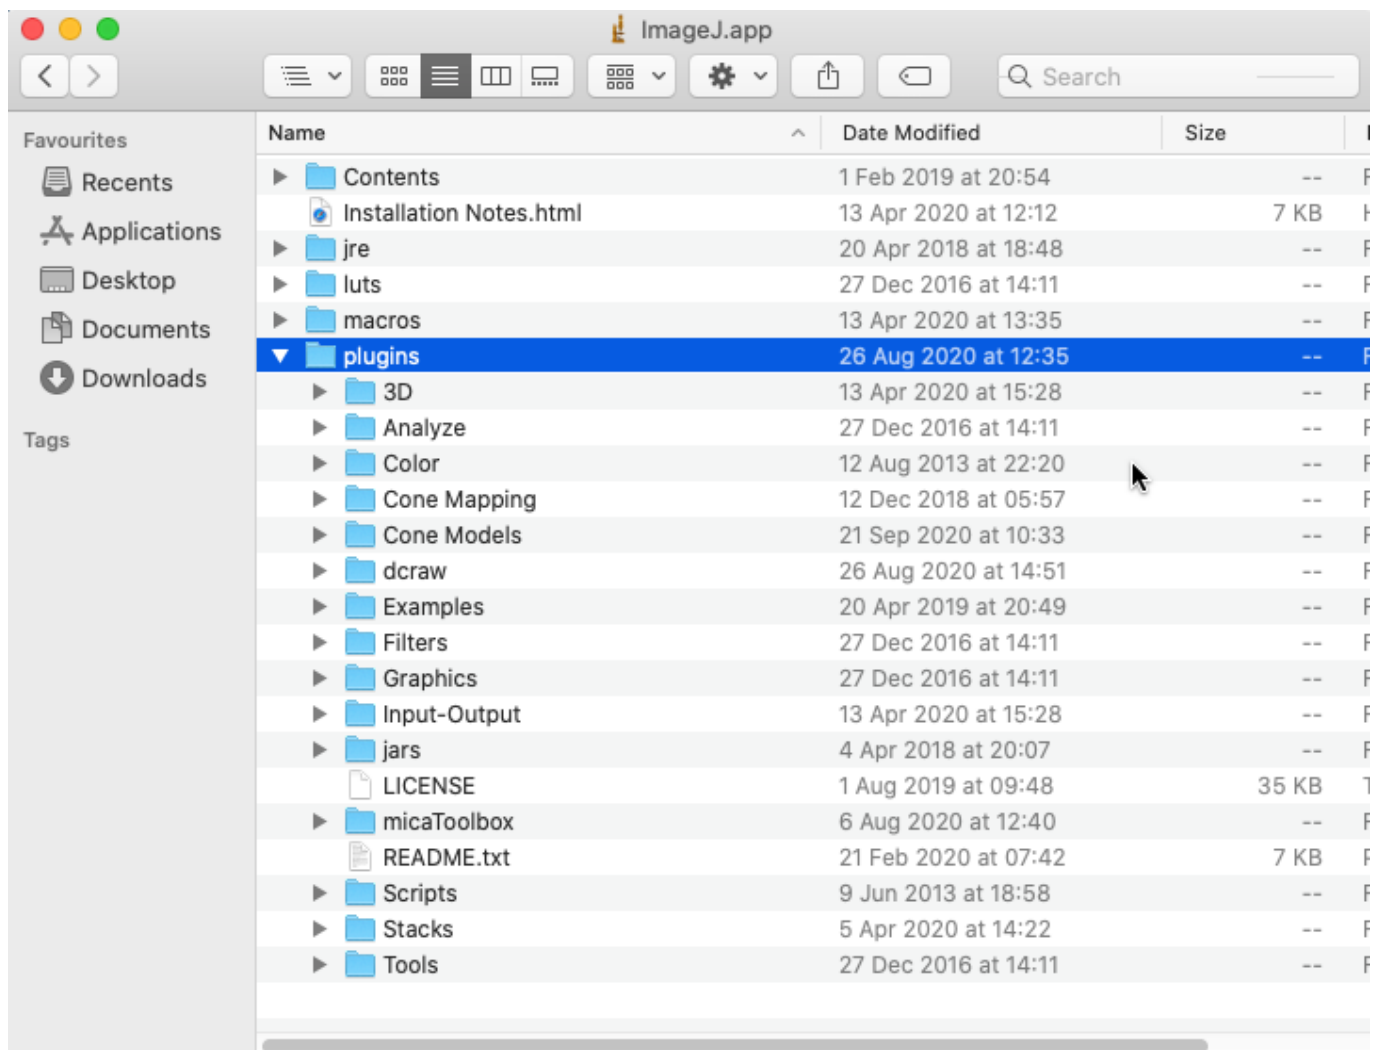 ImageJ.app
Search
Favourites
Recents
Applications
Desktop
Documents
Downloads
Tags
Name Date Modified Size
Contents 1 Feb 2019 at 20:54 --
Installation Notes.html 13 Apr 2020 at 12:12 7 KB
jre 20 Apr 2018 at 18:48 --
luts 27 Dec 2016 at 14:11 --
macros 13 Apr 2020 at 13:35 --
plugins 26 Aug 2020 at 12:35 --
3D 13 Apr 2020 at 15:28 --
Analyze 27 Dec 2016 at 14:11 --
Color 12 Aug 2013 at 22:20 --
Cone Mapping 12 Dec 2018 at 05:57 --
Cone Models 21 Sep 2020 at 10:33 --
dcraw 26 Aug 2020 at 14:51 --
Examples 20 Apr 2019 at 20:49 --
Filters 27 Dec 2016 at 14:11 --
Graphics 27 Dec 2016 at 14:11 --
Input-Output 13 Apr 2020 at 15:28 --
jars 4 Apr 2018 at 20:07 --
LICENSE 1 Aug 2019 at 09:48 35 KB
micaToolbox 6 Aug 2020 at 12:40 --
README.txt 21 Feb 2020 at 07:42 7 KB
Scripts 9 Jun 2013 at 18:58 --
Stacks 5 Apr 2020 at 14:22 --
Tools 27 Dec 2016 at 14:11 --